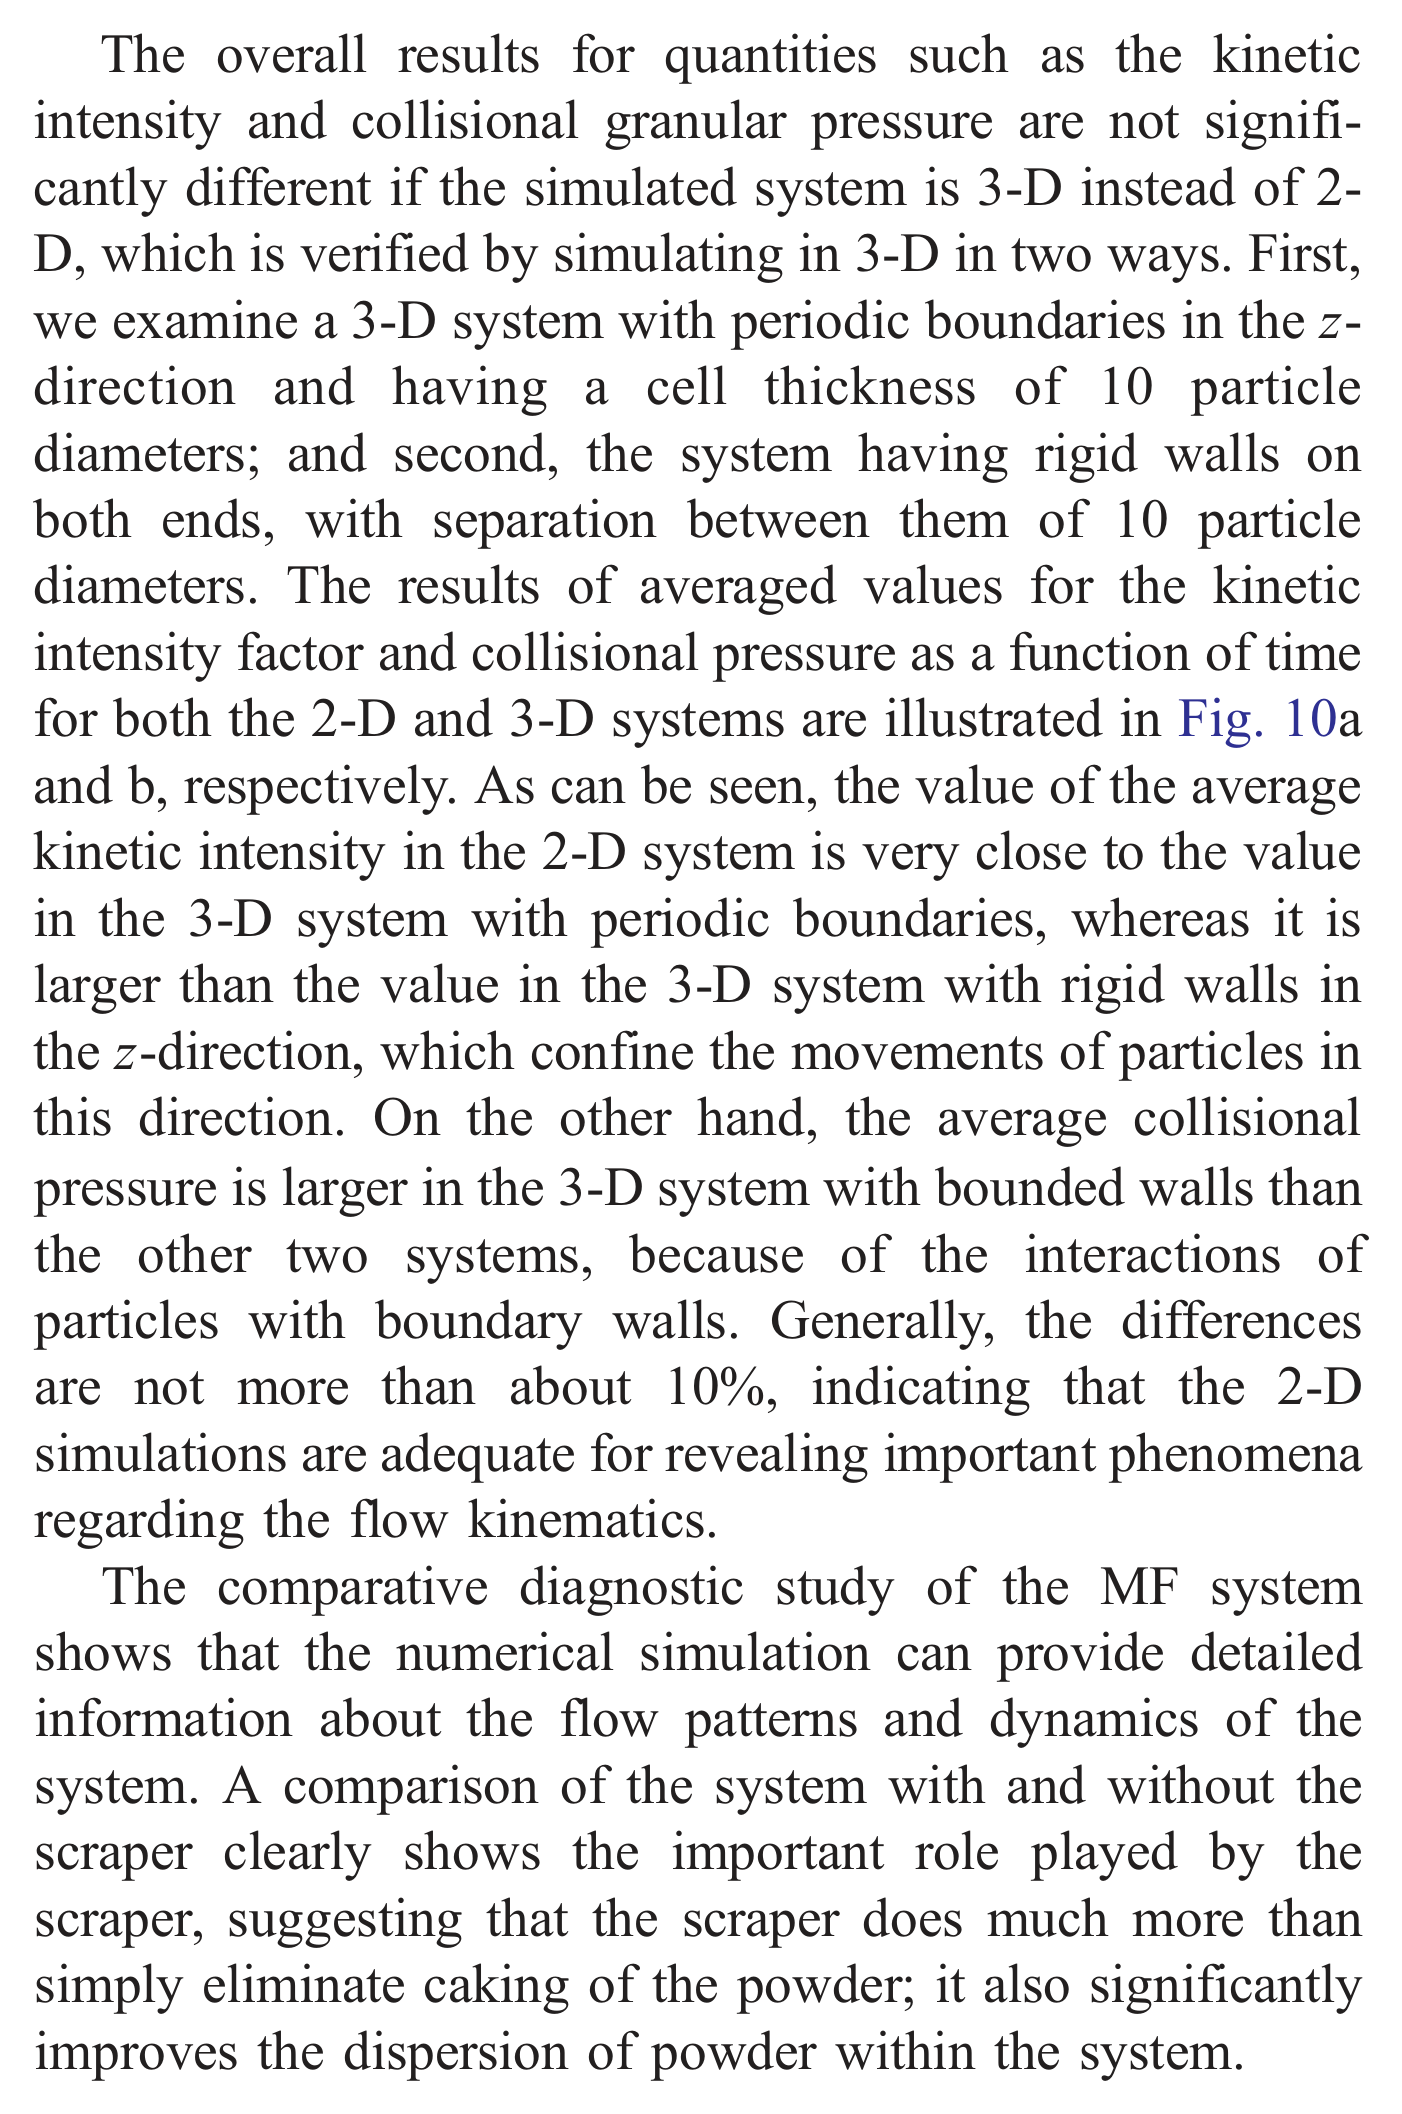 The overall results for quantities such as the kinetic
intensity and collisional granular pressure are not signifi-
cantly different if the simulated system is 3-D instead of 2-
D, which is verified by simulating in 3-D in two ways. First,
we examine a 3-D system with periodic boundaries in the z-
direction and having a cell thickness of 10 particle
diameters; and second, the system having rigid walls on
both ends, with separation between them of 10 particle
diameters. The results of averaged values for the kinetic
intensity factor and collisional pressure as a function of time
for both the 2-D and 3-D systems are illustrated in Fig. 10a
and b, respectively. As can be seen, the value of the average
kinetic intensity in the 2-D system is very close to the value
in the 3-D system with periodic boundaries, whereas it is
larger than the value in the 3-D system with rigid walls in
the z-direction, which confine the movements of particles in
this direction. On the other hand, the average collisional
pressure is larger in the 3-D system with bounded walls than
the other two systems, because of the interactions of
particles with boundary walls. Generally, the differences
are not more than about 10%, indicating that the 2-D
simulations are adequate for revealing important phenomena
regarding the flow kinematics.
The comparative diagnostic study of the MF system
shows that the numerical simulation can provide detailed
information about the flow patterns and dynamics of the
system. A comparison of the system with and without the
scraper clearly shows the important role played by the
scraper, suggesting that the scraper does much more than
simply eliminate caking of the powder; it also significantly
improves the dispersion of powder within the system.